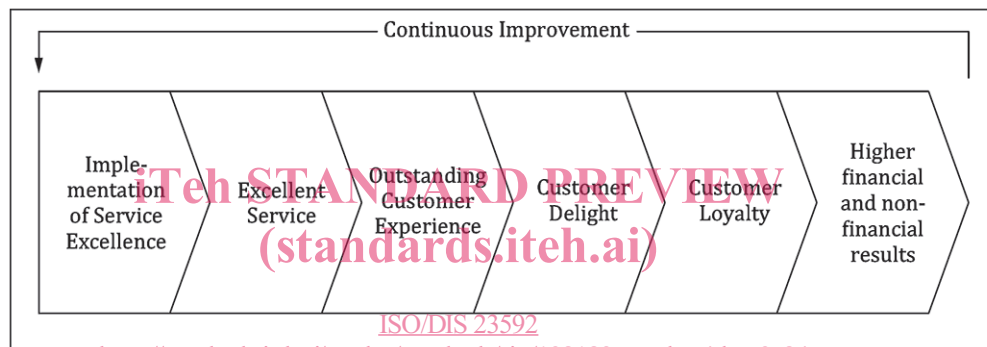 Continuous Improvement
Imple-
mentation
of Service
Excellence
Excellent
Service
Outstanding
Customer
Experience
Customer
Delight
Customer
Loyalty
Higher
financial
and non-
financial
results
iTeh STANDARD PREVIEW
(standards.iteh.ai)
ISO/DIS 23592